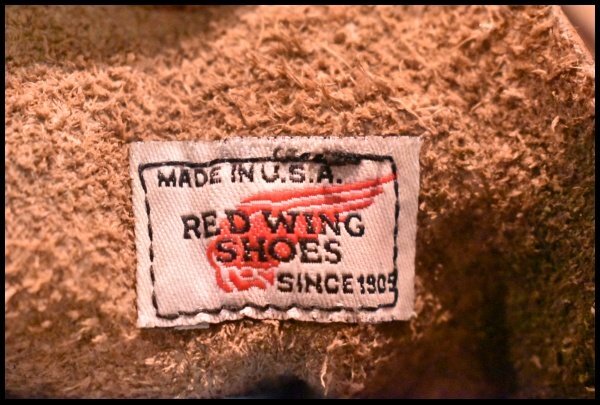 MADE IN U.S.A.
RED WING
SHOES
SINCE 1905